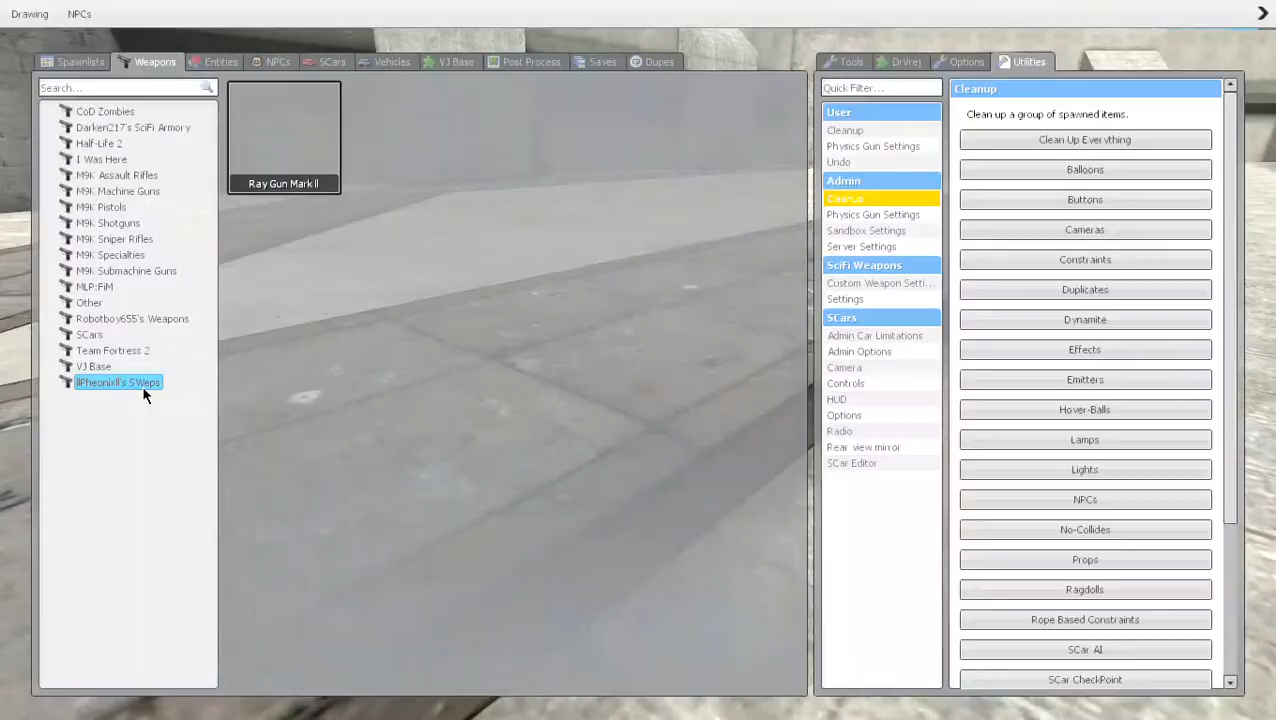 Drawing NPCs
Spawnlists Weapons Entities NPCs SCars Vehicles VJ Base Post Process Saves Dupes
Search...
CoD Zombies
Darken217's SciFi Armory
Half-Life 2
I Was Here
M9K Assault Rifles
M9K Machine Guns
M9K Pistols
M9K Shotguns
M9K Sniper Rifles
M9K Specialties
M9K Submachine Guns
MLP:FiM
Other
Robotboy655's Weapons
SCars
Team Fortress 2
VJ Base
llPheonixll's SWeps
Ray Gun Mark II
Tools DrVrej Options Utilities
Quick Filter...
User
Cleanup
Physics Gun Settings
Undo
Admin
Cleanup
Physics Gun Settings
Sandbox Settings
Server Settings
SciFi Weapons
Custom Weapon Setti...
Settings
SCars
Admin Car Limitations
Admin Options
Camera
Controls
HUD
Options
Radio
Rear view mirror
SCar Editor
Cleanup
Clean up a group of spawned items.
Clean Up Everything
Balloons
Buttons
Cameras
Constraints
Duplicates
Dynamite
Effects
Emitters
Hover-Balls
Lamps
Lights
NPCs
No-Collides
Props
Ragdolls
Rope Based Constraints
SCar AI
SCar CheckPoint